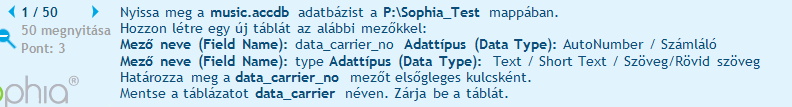 1 / 50
50 megnyitása
Pont: 3
phia®
Nyissa meg a music.accdb adatbázist a P:\Sophia_Test mappában.
Hozzon létre egy új táblát az alábbi mezőkkel:
Mező neve (Field Name): data_carrier_no Adattípus (Data Type): AutoNumber / Számláló
Mező neve (Field Name): type Adattípus (Data Type): Text / Short Text / Szöveg/Rövid szöveg
Határozza meg a data_carrier_no mezőt elsőgleges kulcsként.
Mentse a táblázatot data_carrier néven. Zárja be a táblát.